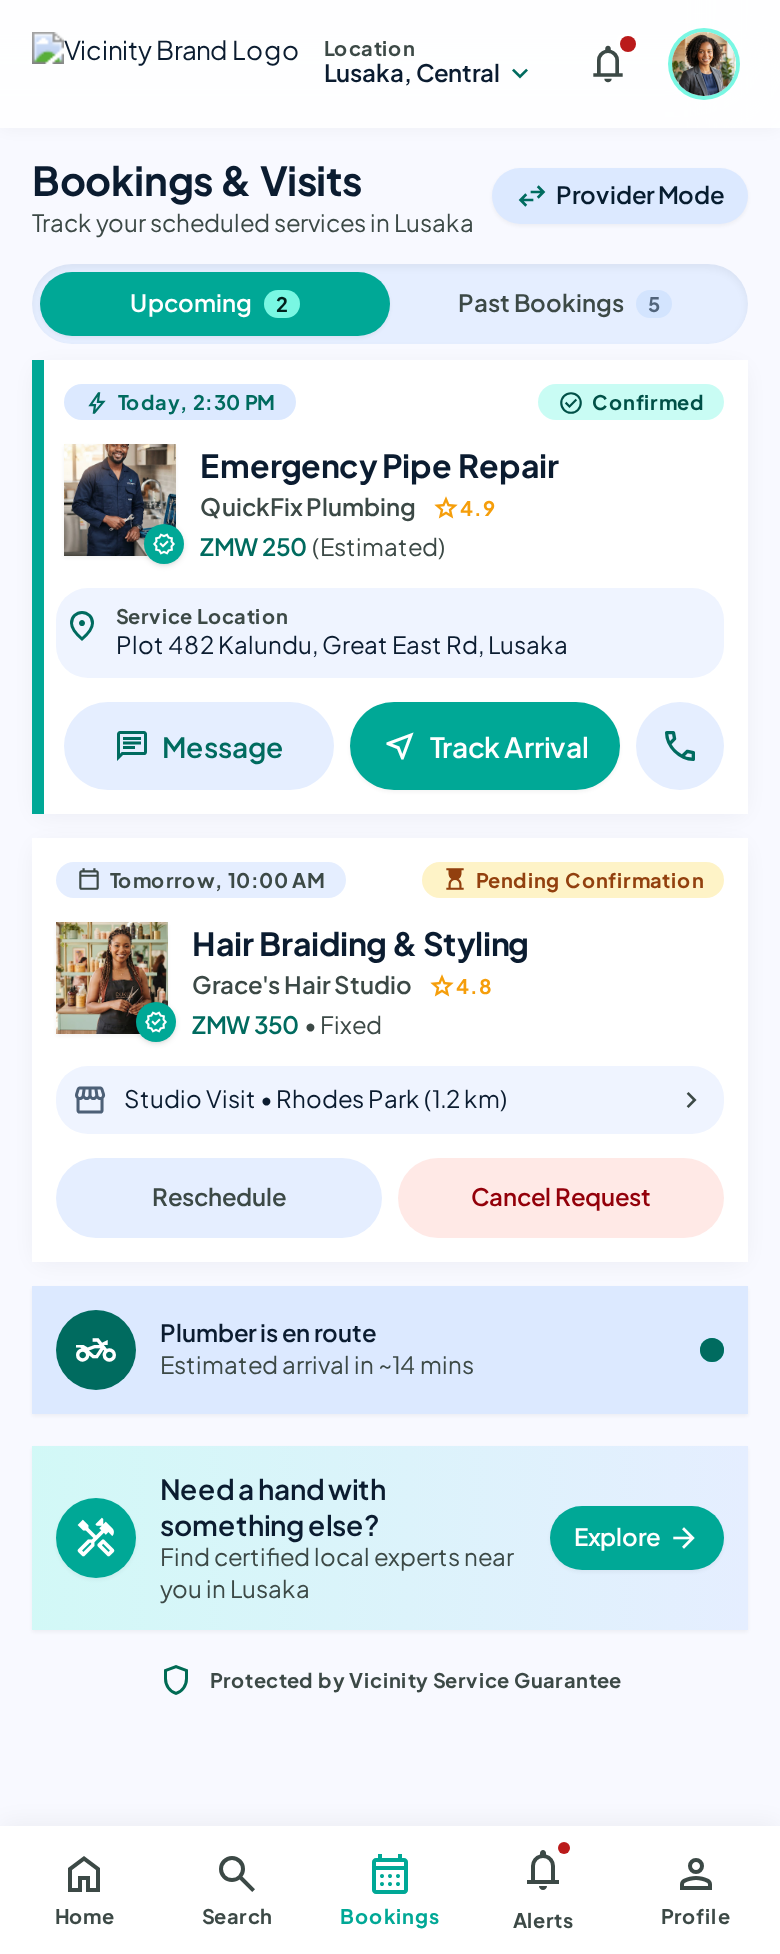 Vicinity Brand Logo
Location
Lusaka, Central
Bookings & Visits
Track your scheduled services in Lusaka
Provider Mode
Upcoming 2
Past Bookings 5
Today, 2:30 PM
Confirmed
Emergency Pipe Repair
QuickFix Plumbing 4.9
ZMW 250 (Estimated)
Service Location
Plot 482 Kalundu, Great East Rd, Lusaka
Message
Track Arrival
Tomorrow, 10:00 AM
Pending Confirmation
Hair Braiding & Styling
Grace's Hair Studio 4.8
ZMW 350 • Fixed
Studio Visit • Rhodes Park (1.2 km)
Reschedule
Cancel Request
Plumber is en route
Estimated arrival in ~14 mins
Need a hand with
something else?
Find certified local experts near
you in Lusaka
Explore
Protected by Vicinity Service Guarantee
Home
Search
Bookings
Alerts
Profile